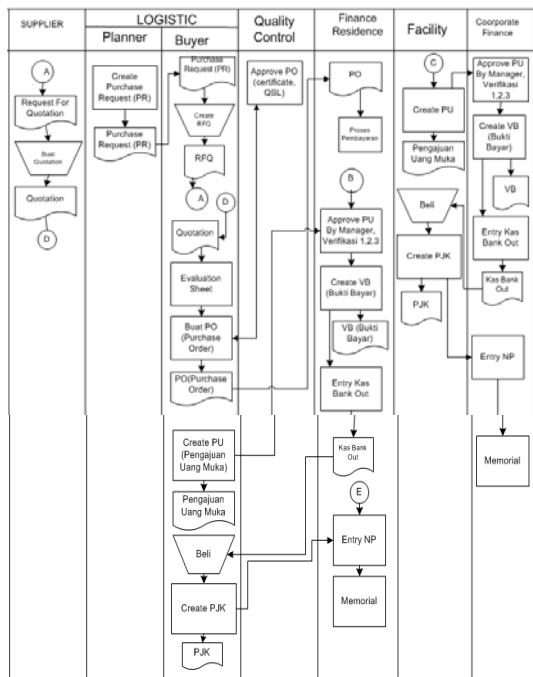 SUPPLIER
LOGISTIC
Planner
Buyer
Quality
Control
Finance
Residence
Facility
Coorporate
Finance
A
Request For
Quotation
Buat
Quotation
Quotation
D
Create
Purchase
Request (PR)
Purchase
Request (PR)
Purchase
Request (PR)
Create
RFQ
RFQ
A
D
Quotation
Evaluation
Sheet
Buat PO
(Purchase
Order)
PO(Purchase
Order)
Create PU
(Pengajuan
Uang Muka)
Pengajuan
Uang Muka
Beli
Create PJK
PJK
Approve PO
(certificate,
QSL)
PO
Proses
Pembayaran
B
Approve PU
By Manager,
Verifikasi 1,2,3
Create VB
(Bukti Bayar)
VB (Bukti
Bayar)
Entry Kas
Bank Out
Kas Bank
Out
E
Entry NP
Memorial
C
Create PU
Pengajuan
Uang Muka
Beli
Create PJK
PJK
Approve PU
By Manager,
Verifikasi
1,2,3
Create VB
(Bukti
Bayar)
VB
Entry Kas
Bank Out
Kas Bank
Out
Entry NP
Memorial